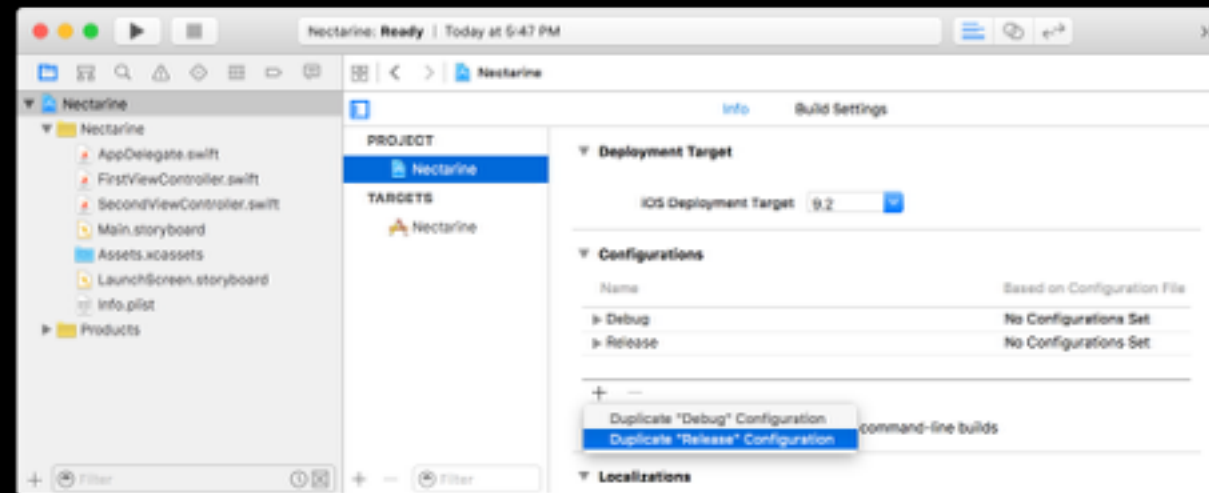 Nectarine: Ready | Today at 5:47 PM
Nectarine
Nectarine
Nectarine
AppDelegate.swift
FirstViewController.swift
SecondViewController.swift
Main.storyboard
Assets.xcassets
LaunchScreen.storyboard
Info.plist
Products
Filter
Info Build Settings
PROJECT
Nectarine
TARGETS
Nectarine
Filter
Deployment Target
iOS Deployment Target 9.2
Configurations
Name Based on Configuration File
Debug No Configurations Set
Release No Configurations Set
Duplicate "Debug" Configuration
Duplicate "Release" Configuration
command-line builds
Localizations